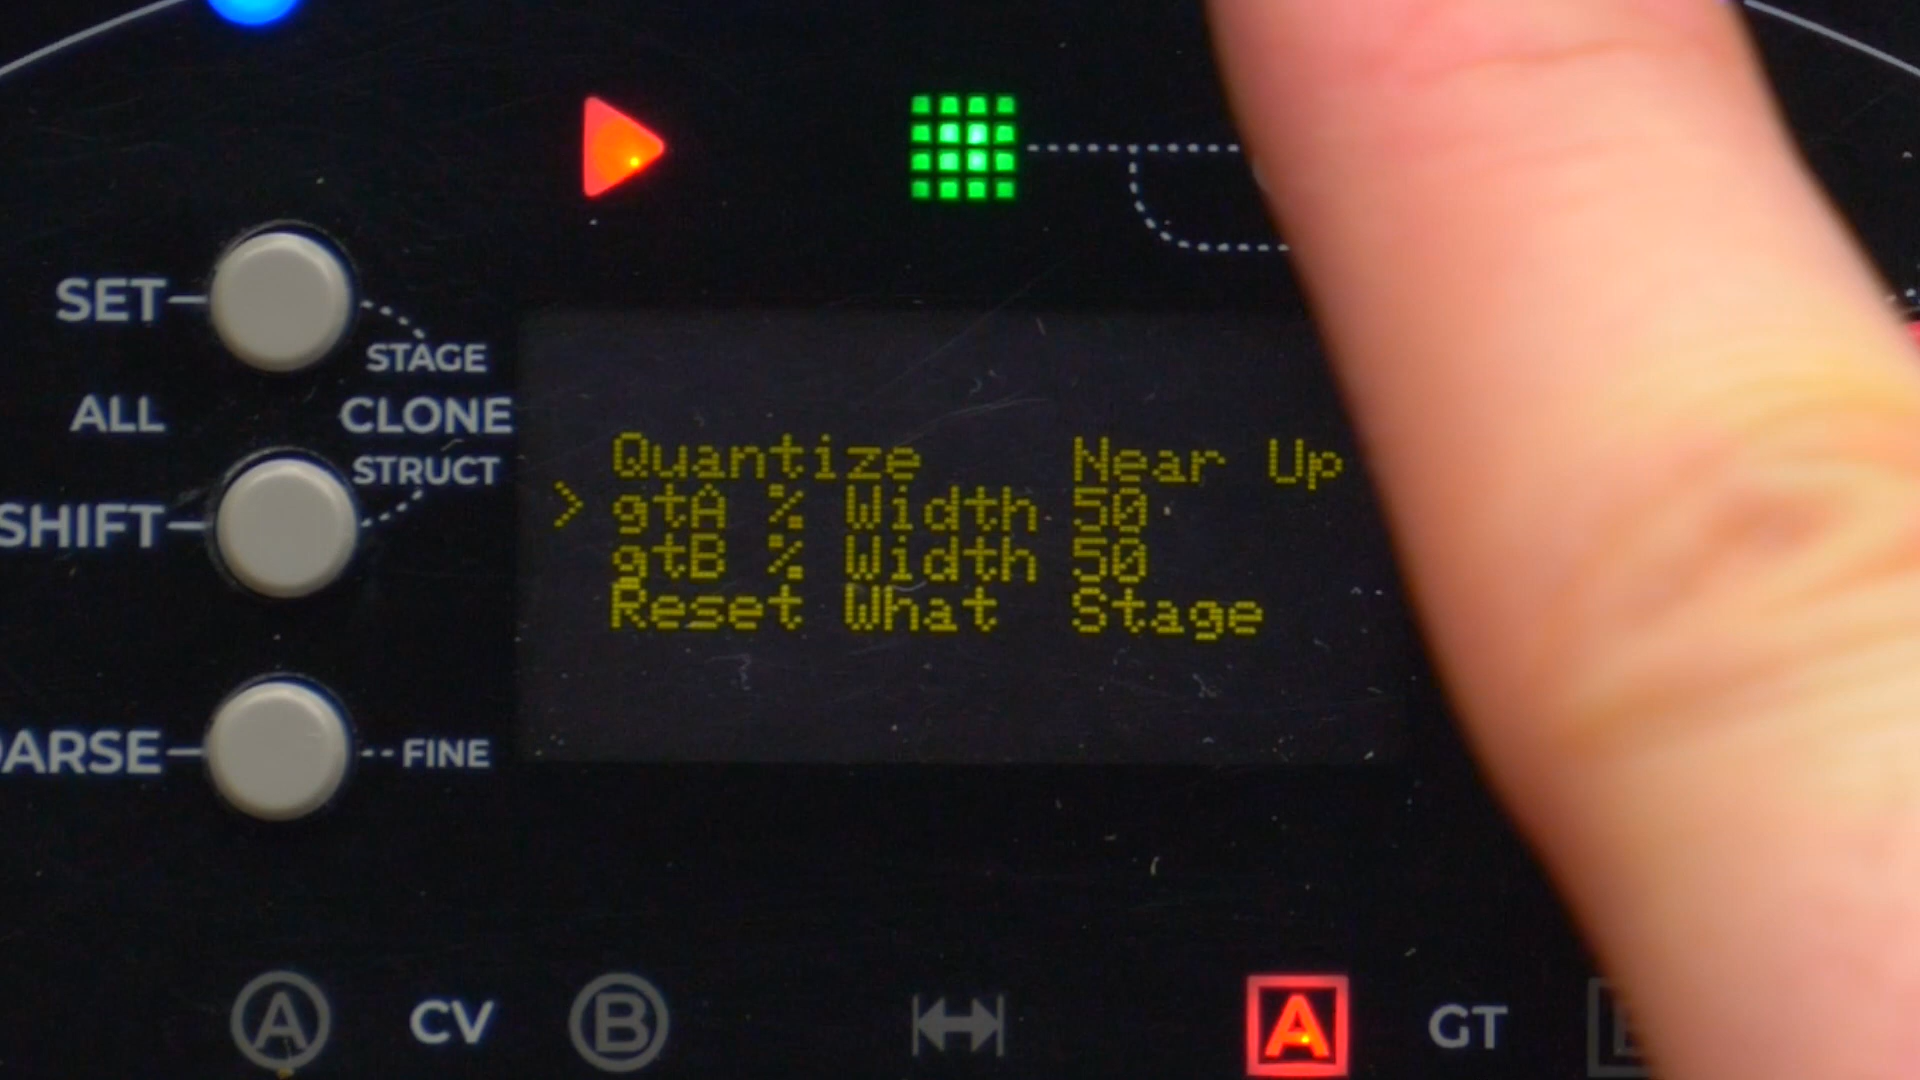 SET
STAGE
ALL CLONE
STRUCT
SHIFT
Quantize Near Up
> gtA % Width 50
gtB % Width 50
Reset What Stage
FINE
A CV B A GT